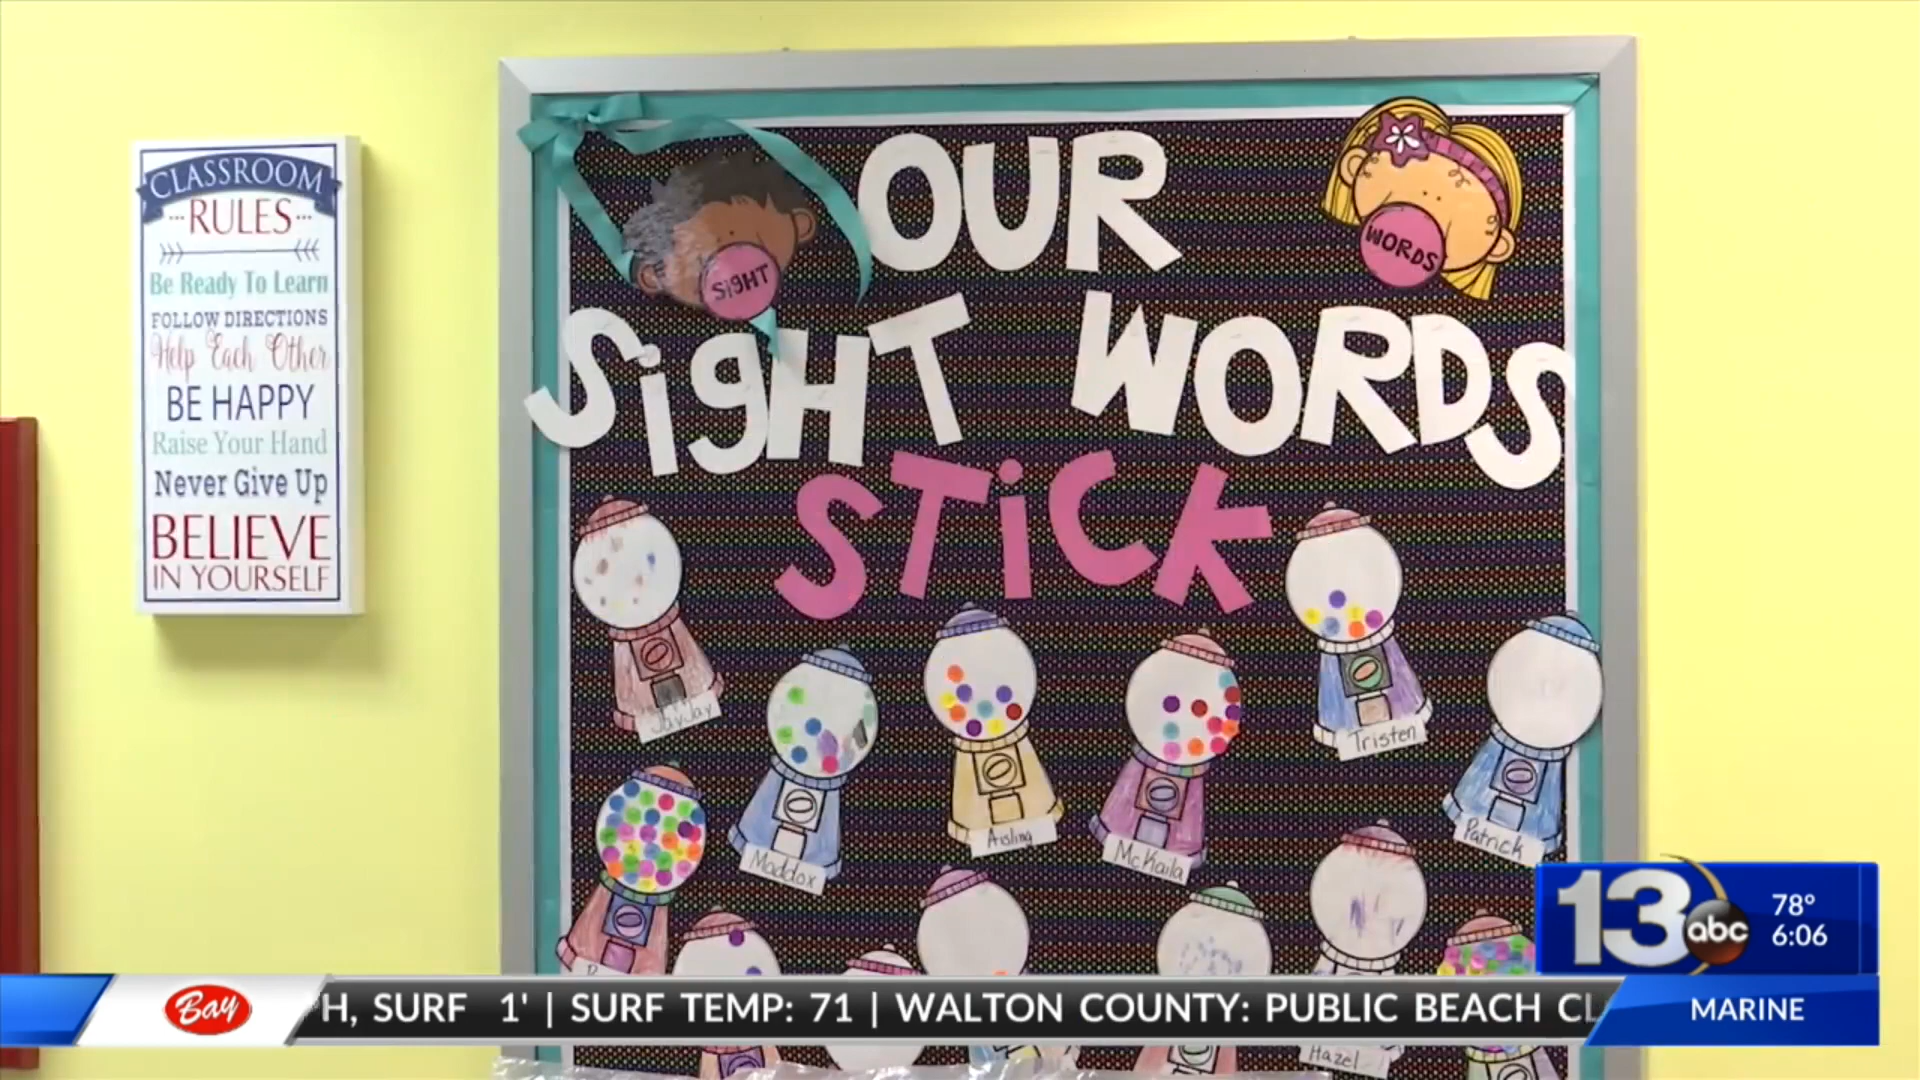 CLASSROOM
RULES
Be Ready To Learn
FOLLOW DIRECTIONS
Help Each Other
BE HAPPY
Raise Your Hand
Never Give Up
BELIEVE
IN YOURSELF
OUR
SiGHT WORDS
STiCK
SiGHT
WORDS
JayJay
Maddox
Aisling
McKaila
Tristen
Patrick
Hazel
13 abc
78°
6:06
Bay
H, SURF 1' | SURF TEMP: 71 | WALTON COUNTY: PUBLIC BEACH CL
MARINE